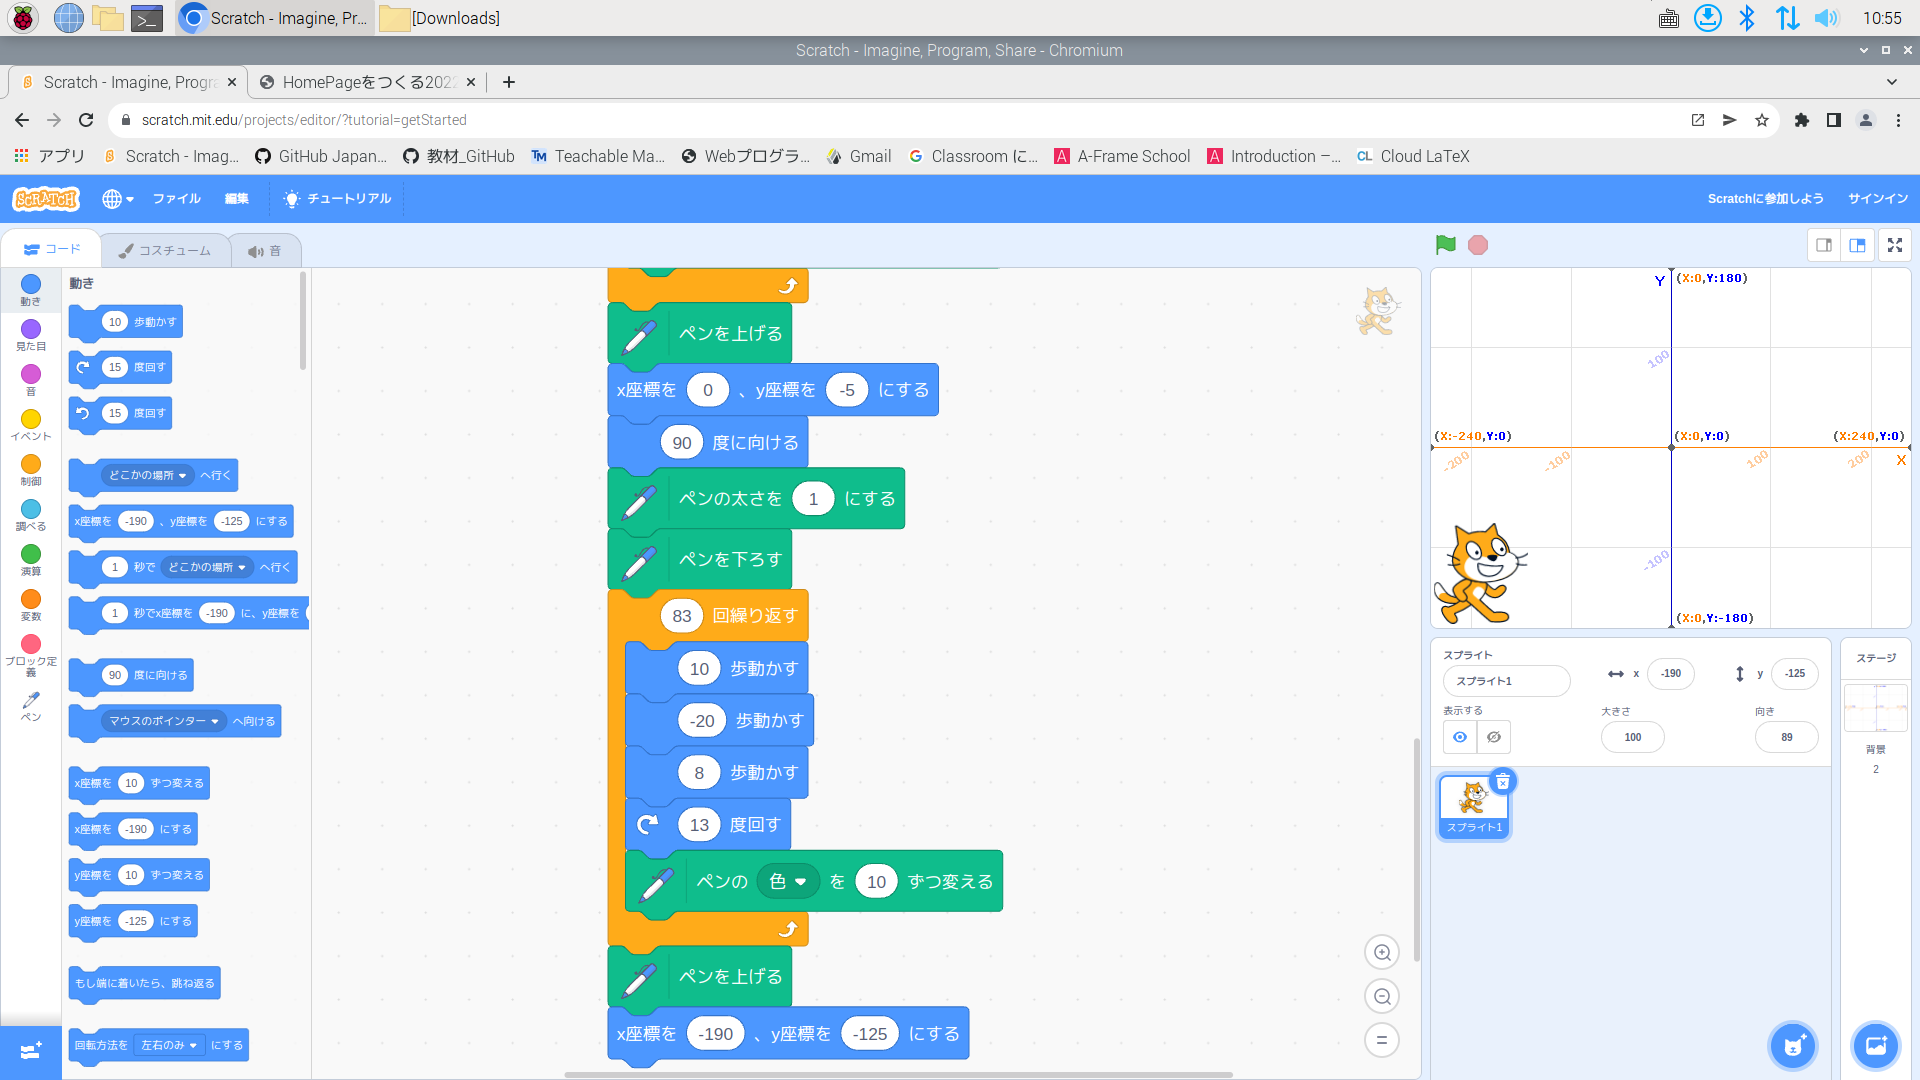 Scratch - Imagine, Pr...
[Downloads]
10:55
Scratch - Imagine, Program, Share - Chromium
Scratch - Imagine, Progra
HomePageをつくる2022
scratch.mit.edu/projects/editor/?tutorial=getStarted
アプリ
Scratch - Imag...
GitHub Japan...
教材_GitHub
TM Teachable Ma...
Webプログラ...
Gmail
G Classroom に...
A A-Frame School
A Introduction –...
CL Cloud LaTeX
SCRATCH
ファイル
編集
チュートリアル
Scratchに参加しよう
サインイン
コード
コスチューム
音
動き
見た目
音
イベント
制御
調べる
演算
変数
ブロック定義
ペン
動き
10 歩動かす
15 度回す
15 度回す
どこかの場所 へ行く
x座標を -190 、y座標を -125 にする
1 秒で どこかの場所 へ行く
1 秒でx座標を -190 に、y座標を
90 度に向ける
マウスのポインター へ向ける
x座標を 10 ずつ変える
x座標を -190 にする
y座標を 10 ずつ変える
y座標を -125 にする
もし端に着いたら、跳ね返る
回転方法を 左右のみ にする
ペンを上げる
x座標を 0 、y座標を -5 にする
90 度に向ける
ペンの太さを 1 にする
ペンを下ろす
83 回繰り返す
10 歩動かす
-20 歩動かす
8 歩動かす
13 度回す
ペンの 色 を 10 ずつ変える
ペンを上げる
x座標を -190 、y座標を -125 にする
Y (X:0,Y:180)
100
(X:-240,Y:0)
(X:0,Y:0)
(X:240,Y:0)
-200
-100
100
200
X
-100
(X:0,Y:-180)
スプライト
スプライト1
x -190
y -125
表示する
大きさ
100
向き
89
スプライト1
ステージ
背景
2